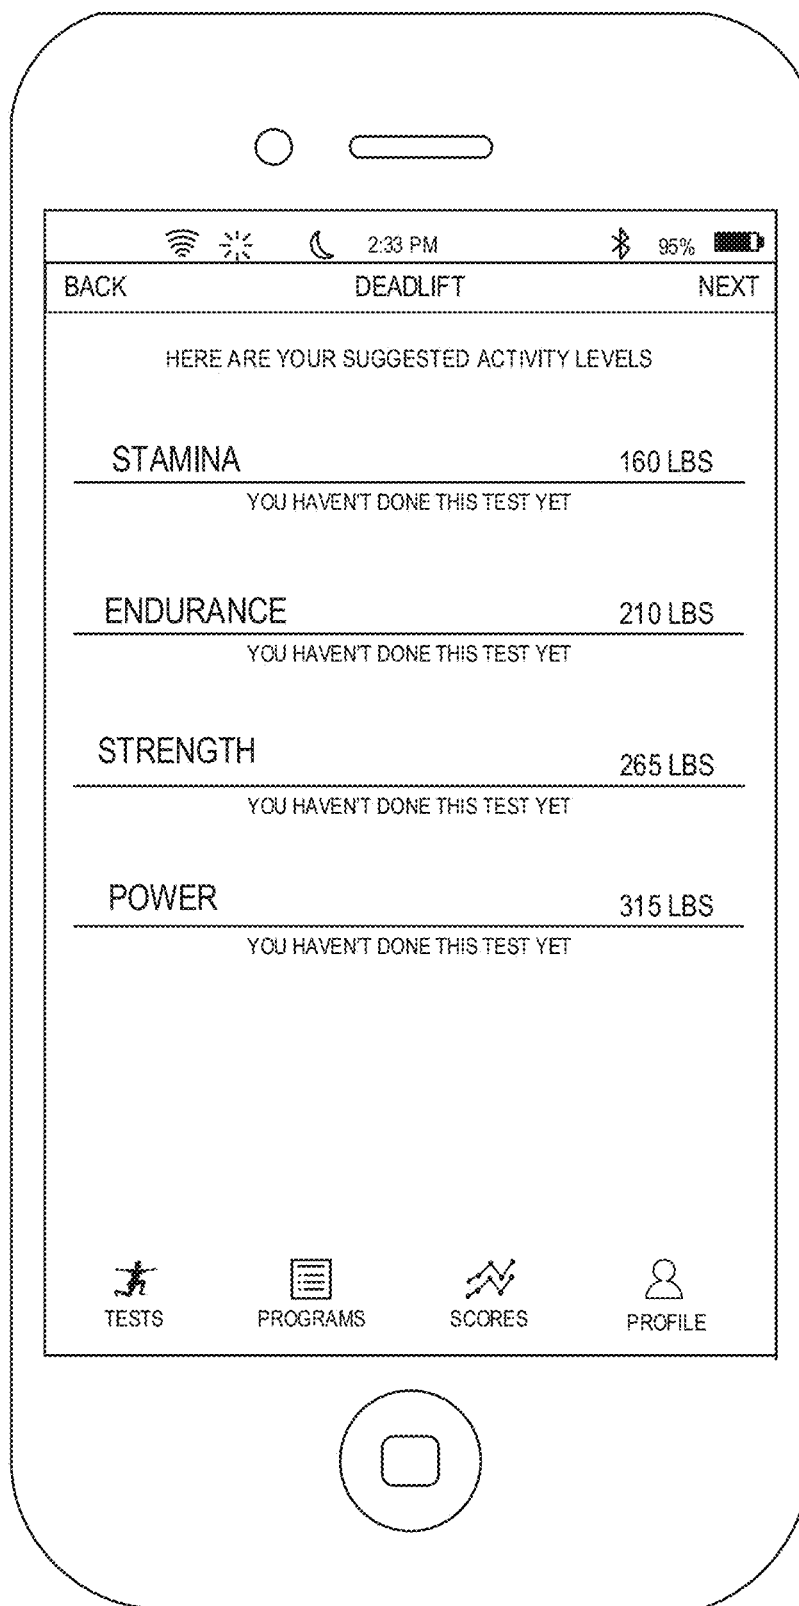 2:33 PM 95%
BACK DEADLIFT NEXT
HERE ARE YOUR SUGGESTED ACTIVITY LEVELS
STAMINA 160 LBS
YOU HAVEN'T DONE THIS TEST YET
ENDURANCE 210 LBS
YOU HAVEN'T DONE THIS TEST YET
STRENGTH 265 LBS
YOU HAVEN'T DONE THIS TEST YET
POWER 315 LBS
YOU HAVEN'T DONE THIS TEST YET
TESTS PROGRAMS SCORES PROFILE